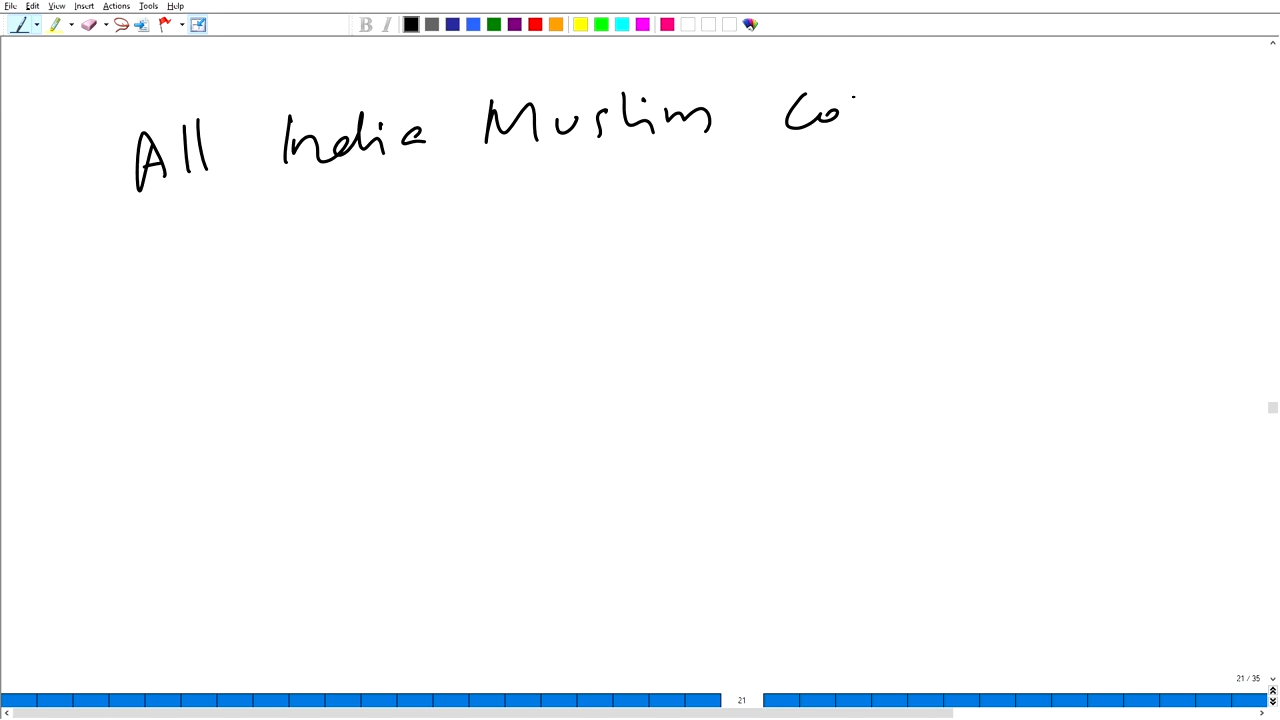 File Edit View Insert Actions Tools Help
B I
All India Muslim Co
21 / 35
21